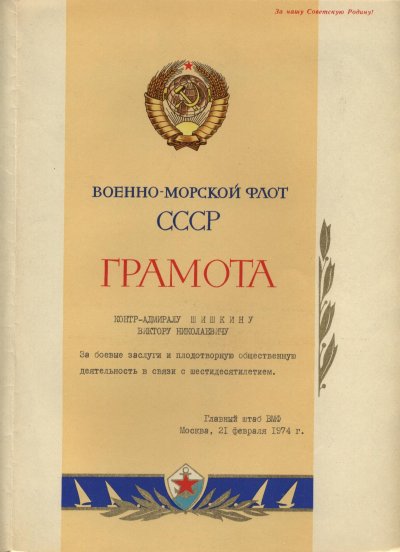 За нашу Советскую Родину!
ВОЕННО-МОРСКОЙ ФЛОТ
СССР
ГРАМОТА
КОНТР-АДМИРАЛУ Ш И Ш К И Н У
ВИКТОРУ НИКОЛАЕВИЧУ
За боевые заслуги и плодотворную общественную
деятельность в связи с шестидесятилетием.
Главный штаб ВМФ
Москва, 21 февраля 1974 г.